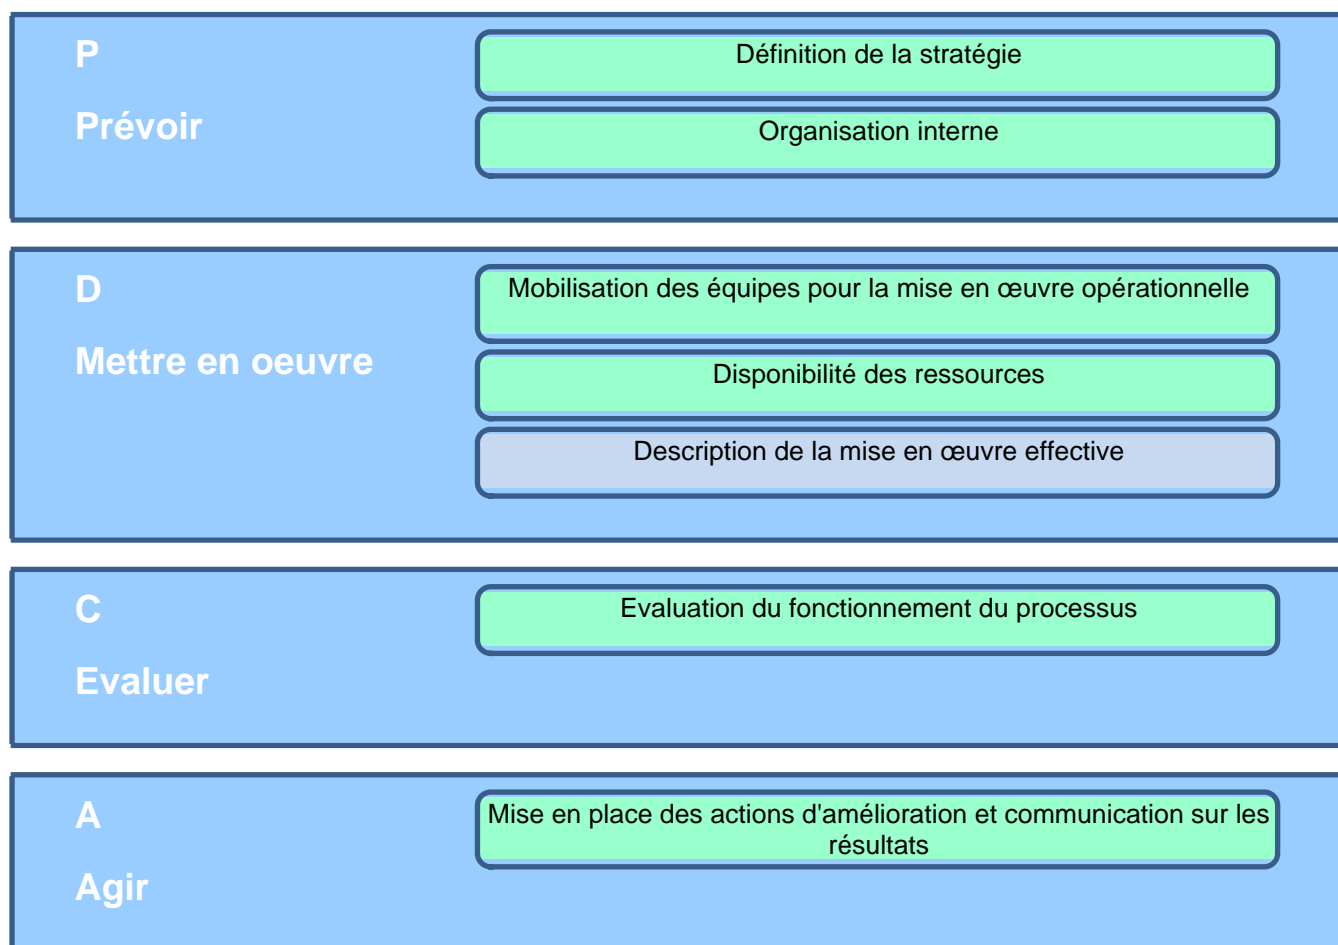 P
Prévoir
Définition de la stratégie
Organisation interne
D
Mettre en oeuvre
Mobilisation des équipes pour la mise en œuvre opérationnelle
Disponibilité des ressources
Description de la mise en œuvre effective
C
Evaluer
Evaluation du fonctionnement du processus
A
Agir
Mise en place des actions d'amélioration et communication sur les
résultats